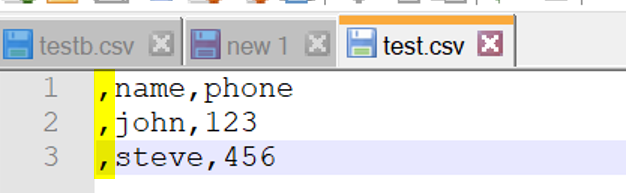 testb.csv new 1 test.csv
1 ,name,phone
2 ,john,123
3 ,steve,456